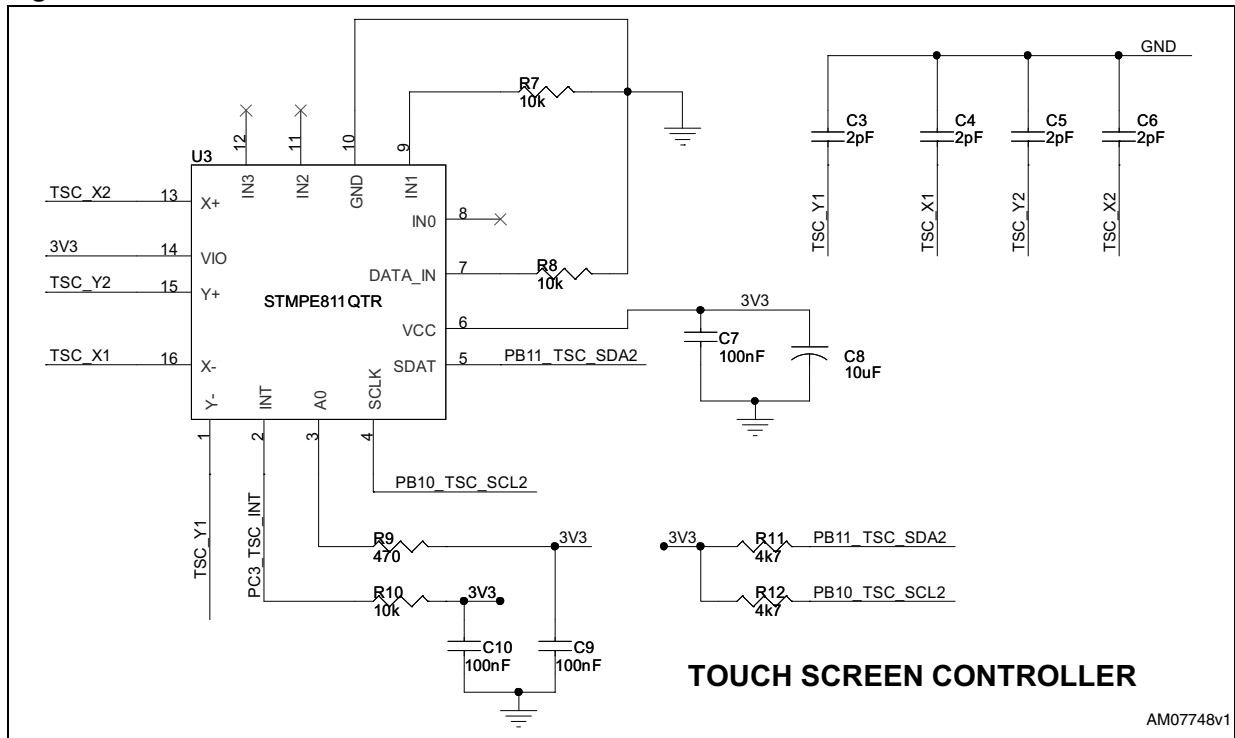 GND
R7
10k
C3
2pF
C4
2pF
C5
2pF
C6
2pF
12
11
10
9
U3
IN3
IN2
GND
IN1
TSC_X2
13
X+
IN0
8
TSC_Y1
TSC_X1
TSC_Y2
TSC_X2
3V3
14
VIO
R8
10k
DATA_IN
7
TSC_Y2
15
Y+
STMPE811QTR
3V3
VCC
6
C7
100nF
C8
10uF
TSC_X1
16
X-
SDAT
5
PB11_TSC_SDA2
Y-
INT
A0
SCLK
1
2
3
4
PB10_TSC_SCL2
TSC_Y1
PC3_TSC_INT
R9
470
3V3
3V3
R11
4k7
PB11_TSC_SDA2
R10
10k
3V3
R12
4k7
PB10_TSC_SCL2
C10
100nF
C9
100nF
TOUCH SCREEN CONTROLLER
AM07748v1